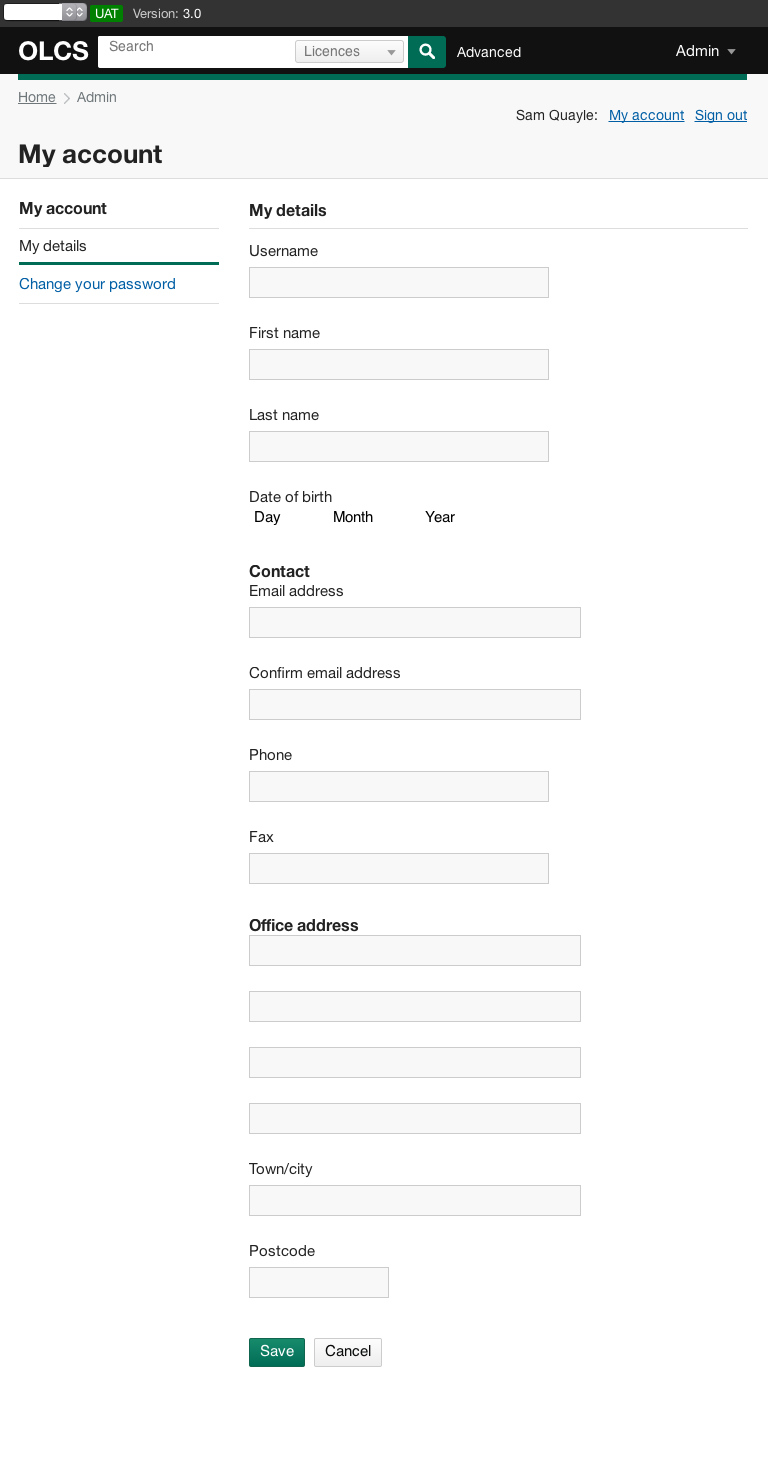 UAT Version: 3.0
OLCS Search Licences Advanced Admin
Home Admin
Sam Quayle: My account Sign out
My account
My account
My details
Change your password
My details
Username
First name
Last name
Date of birth
Day Month Year
Contact
Email address
Confirm email address
Phone
Fax
Office address
Town/city
Postcode
Save Cancel